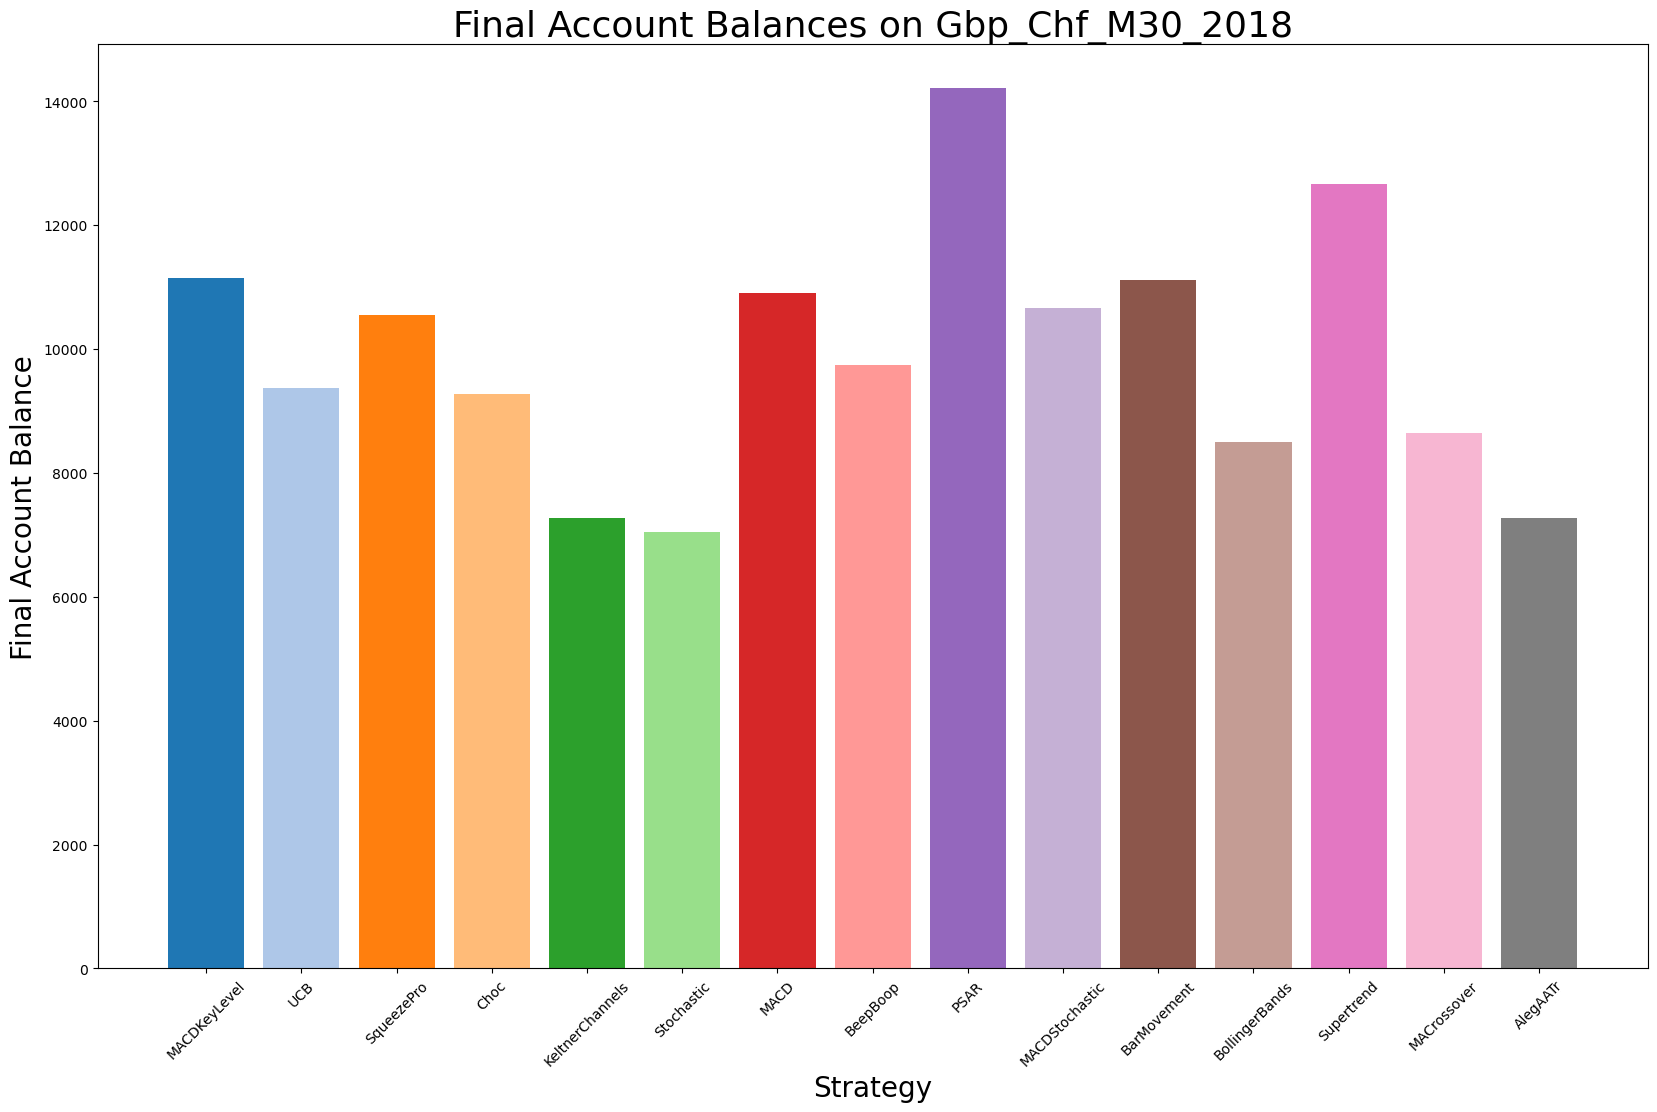 Final Account Balances on Gbp_Chf_M30_2018
Final Account Balance
14000
12000
10000
8000
6000
4000
2000
0
MACDKeyLevel
UCB
SqueezePro
Choc
KeltnerChannels
Stochastic
MACD
BeepBoop
PSAR
MACDStochastic
BarMovement
BollingerBands
Supertrend
MACrossover
AlegAATr
Strategy